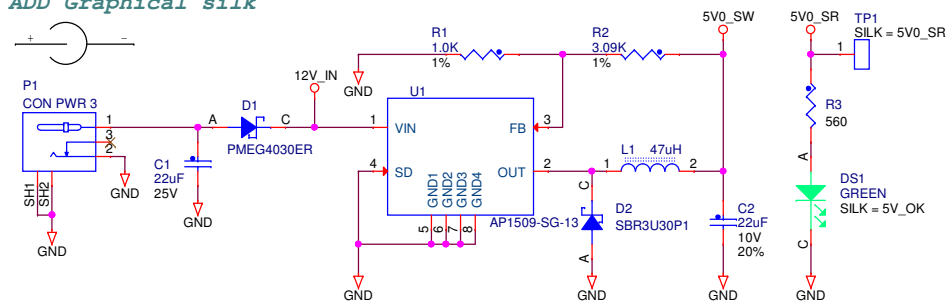 ADD Graphical silk
+ −
P1
CON PWR 3
1
3
2
SH1
SH2
GND
GND
A D1 C
PMEG4030ER
C1
22uF
25V
GND
12V_IN
R1
1.0K
1%
GND
R2
3.09K
1%
5V0_SW
U1
1 VIN FB 3
4 SD OUT 2
GND1
GND2
GND3
GND4
5
6
7
8
AP1509-SG-13
GND
1 L1 47uH 2
C
D2
SBR3U30P1
A
GND
C2
22uF
10V
20%
GND
5V0_SR
TP1
SILK = 5V0_SR
1
R3
560
A
DS1
GREEN
SILK = 5V_OK
C
GND